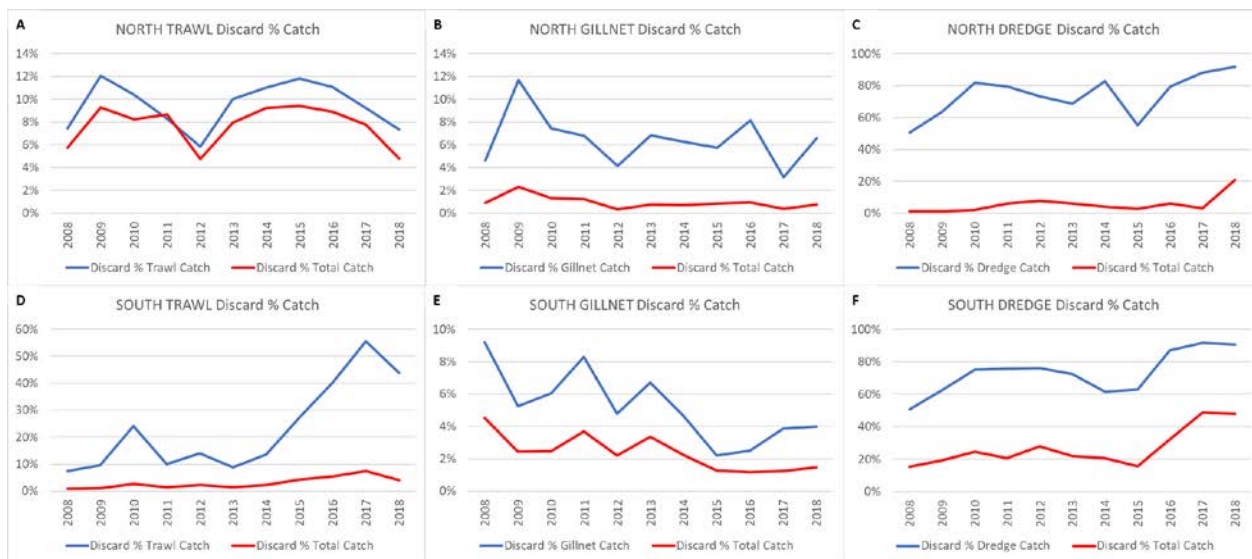 A
NORTH TRAWL Discard % Catch
14%
12%
10%
8%
6%
4%
2%
0%
2008 2009 2010 2011 2012 2013 2014 2015 2016 2017 2018
Discard % Trawl Catch Discard % Total Catch
B
NORTH GILLNET Discard % Catch
14%
12%
10%
8%
6%
4%
2%
0%
2008 2009 2010 2011 2012 2013 2014 2015 2016 2017 2018
Discard % Gillnet Catch Discard % Total Catch
C
NORTH DREDGE Discard % Catch
100%
80%
60%
40%
20%
0%
2008 2009 2010 2011 2012 2013 2014 2015 2016 2017 2018
Discard % Dredge Catch Discard % Total Catch
D
SOUTH TRAWL Discard % Catch
60%
50%
40%
30%
20%
10%
0%
2008 2009 2010 2011 2012 2013 2014 2015 2016 2017 2018
Discard % Trawl Catch Discard % Total Catch
E
SOUTH GILLNET Discard % Catch
10%
8%
6%
4%
2%
0%
2008 2009 2010 2011 2012 2013 2014 2015 2016 2017 2018
Discard % Gillnet Catch Discard % Total Catch
F
SOUTH DREDGE Discard % Catch
100%
80%
60%
40%
20%
0%
2008 2009 2010 2011 2012 2013 2014 2015 2016 2017 2018
Discard % Dredge Catch Discard % Total Catch